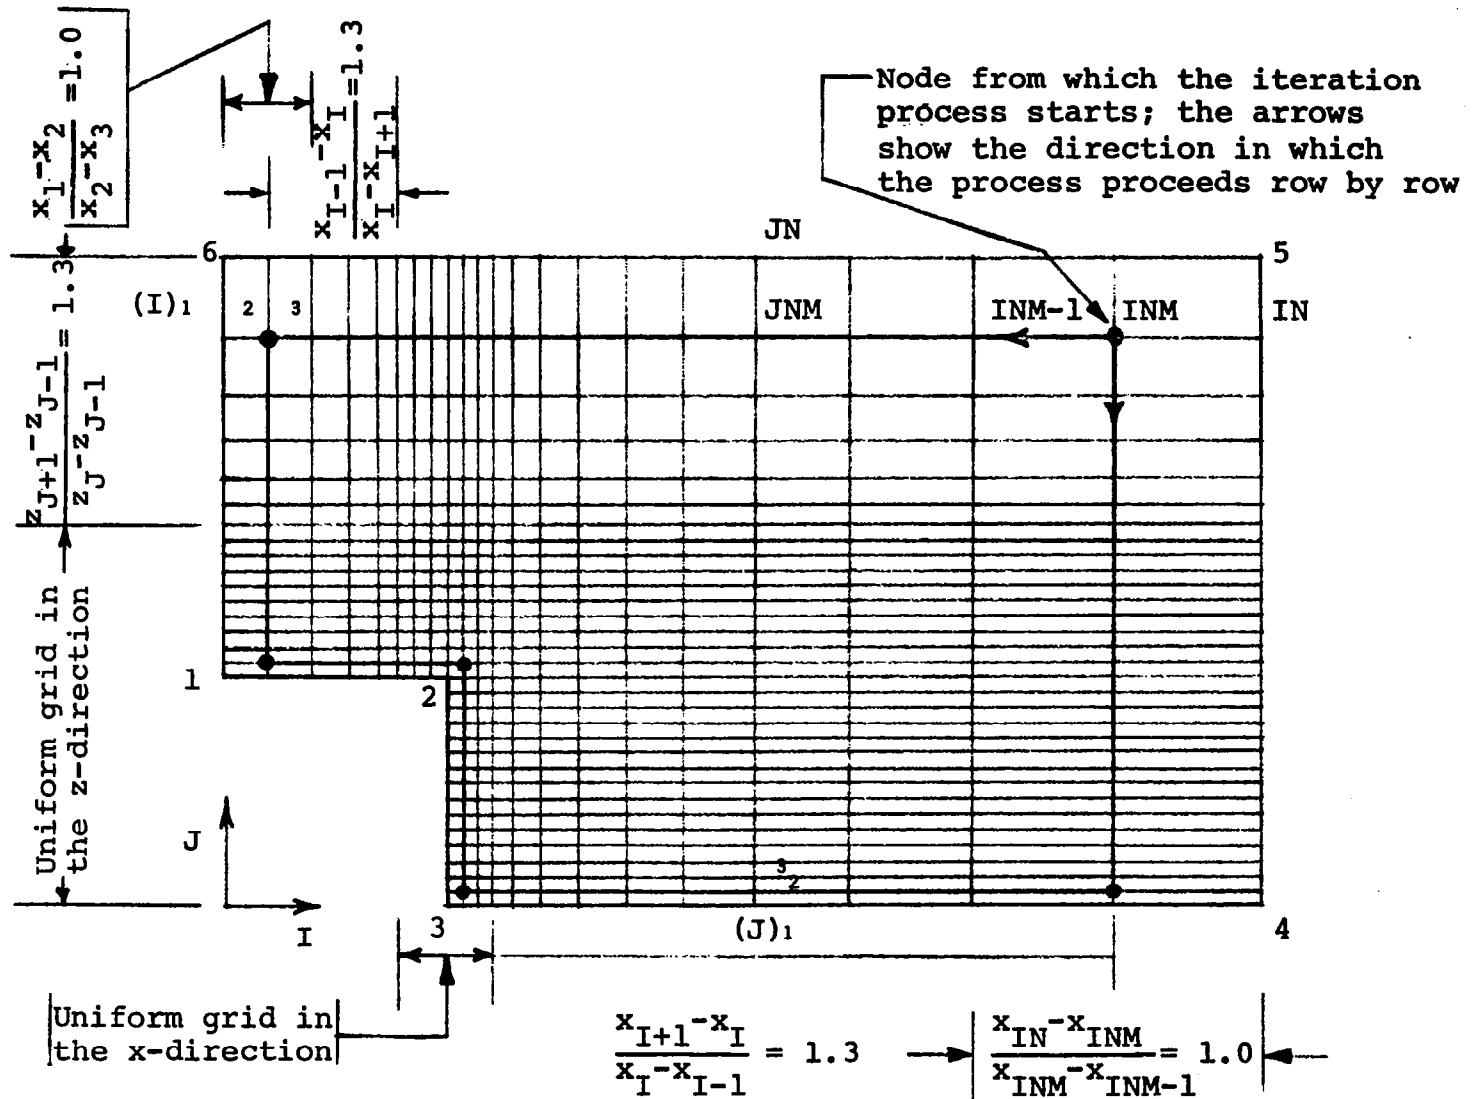 x1-x2 / x2-x3 =1.0
xI-1-xI / xI-xI+1 =1.3
Node from which the iteration
process starts; the arrows
show the direction in which
the process proceeds row by row
JN
6
5
(I)1
2
3
JNM
INM-1
INM
IN
zJ+1-zJ-1 / zJ-zJ-1 = 1.3
Uniform grid in
the z-direction
1
2
J
I
3
2
3
(J)1
4
Uniform grid in
the x-direction
xI+1-xI / xI-xI-1 = 1.3
xIN-xINM / xINM-xINM-1 = 1.0